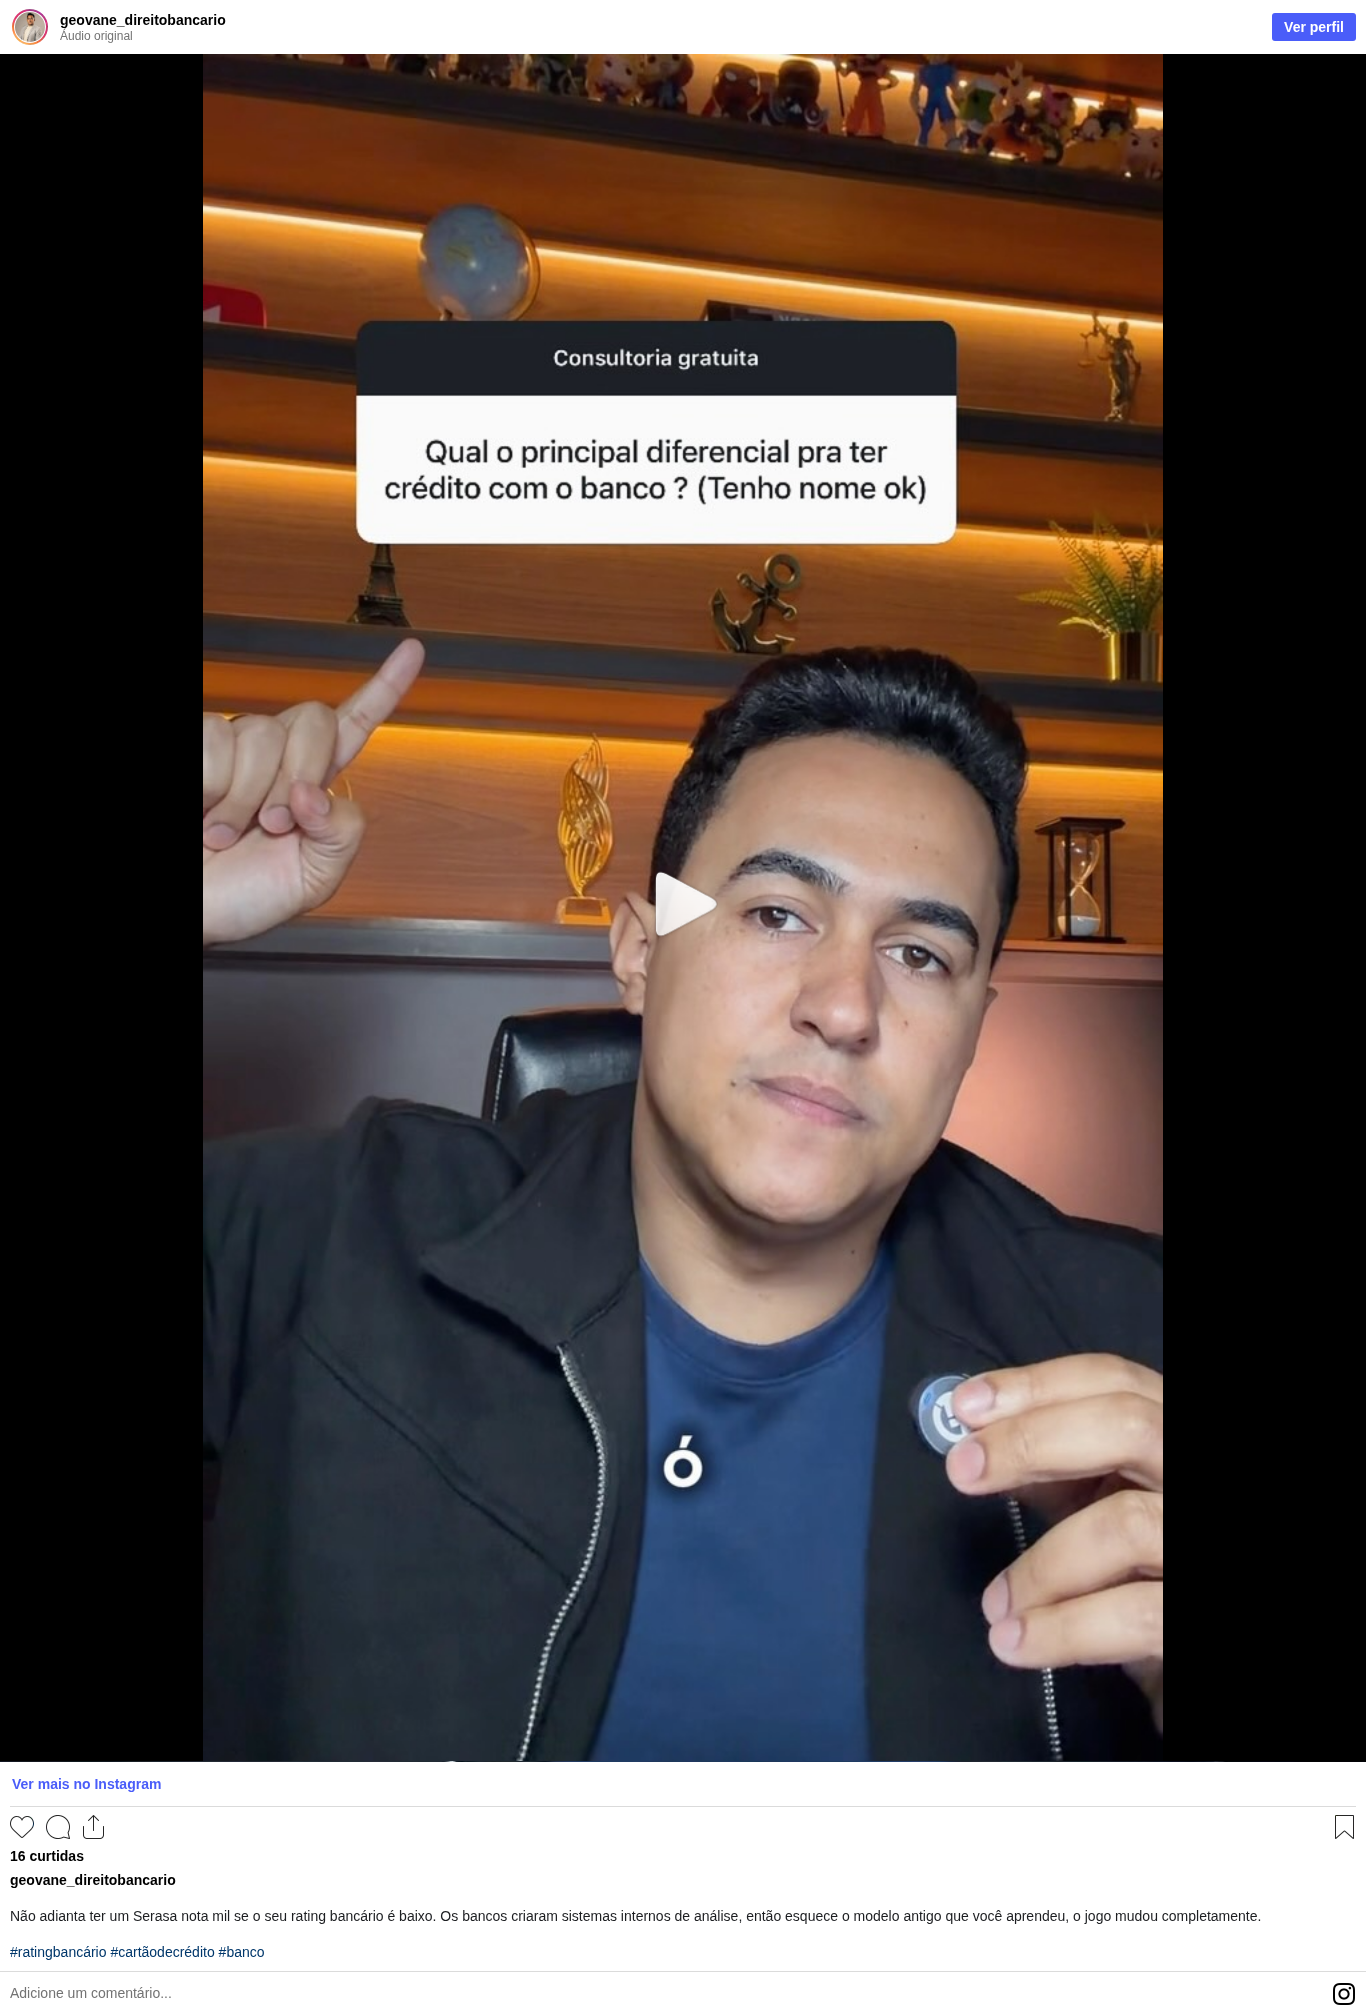 geovane_direitobancario
Áudio original
Ver perfil
Consultoria gratuita
Qual o principal diferencial pra ter
crédito com o banco ? (Tenho nome ok)
ó
Ver mais no Instagram
16 curtidas
geovane_direitobancario
Não adianta ter um Serasa nota mil se o seu rating bancário é baixo. Os bancos criaram sistemas internos de análise, então esquece o modelo antigo que você aprendeu, o jogo mudou completamente.
#ratingbancário #cartãodecrédito #banco
Adicione um comentário...